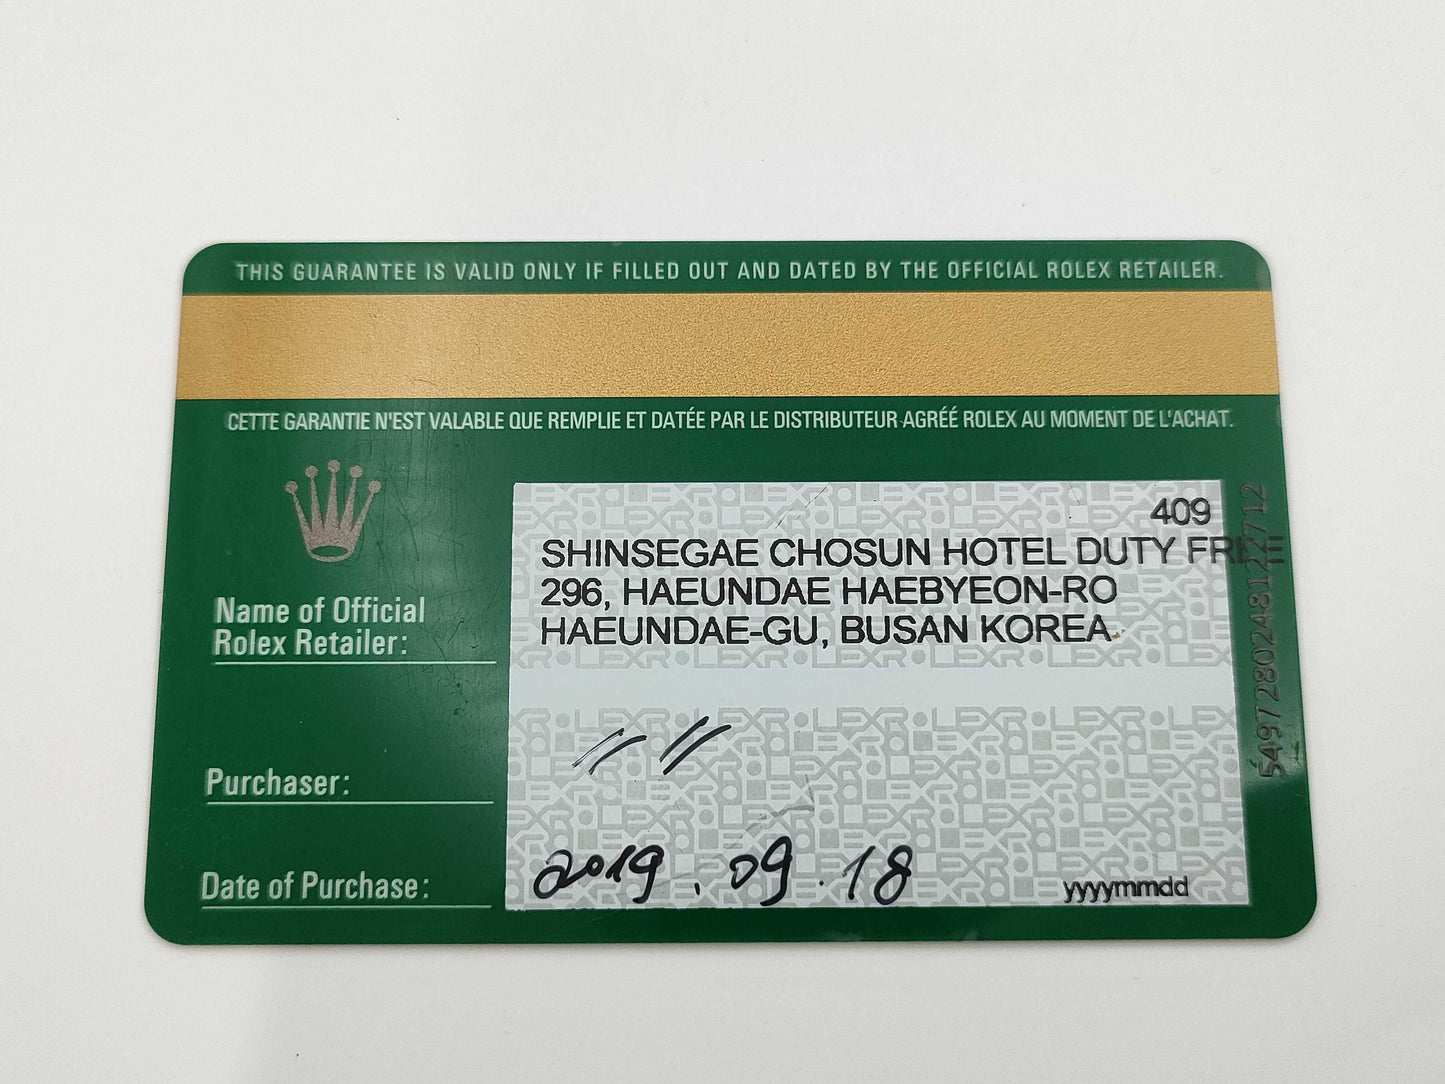 THIS GUARANTEE IS VALID ONLY IF FILLED OUT AND DATED BY THE OFFICIAL ROLEX RETAILER.
CETTE GARANTIE N'EST VALABLE QUE REMPLIE ET DATÉE PAR LE DISTRIBUTEUR AGRÉÉ ROLEX AU MOMENT DE L'ACHAT.
409
SHINSEGAE CHOSUN HOTEL DUTY FREE
296, HAEUNDAE HAEBYEON-RO
HAEUNDAE-GU, BUSAN KOREA.
Name of Official
Rolex Retailer:
Purchaser:
Date of Purchase:
2019.09.18
yyyymmdd